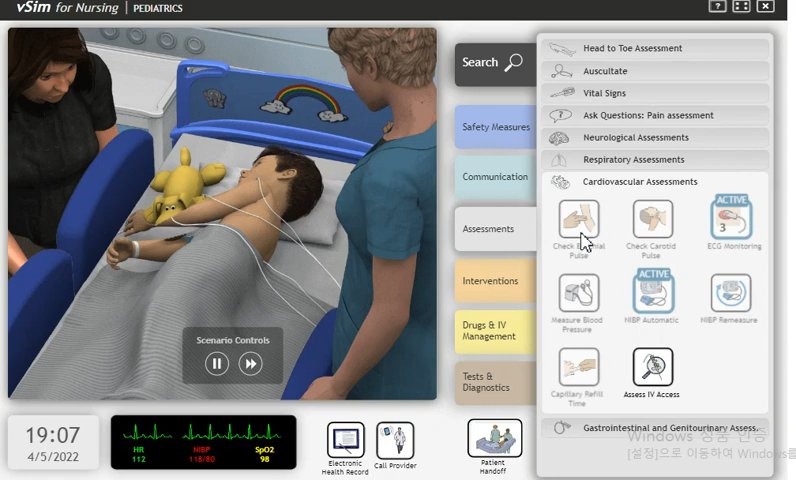 vSim for Nursing | PEDIATRICS
?
Search
Safety Measures
Communication
Assessments
Interventions
Drugs & IV
Management
Tests &
Diagnostics
Head to Toe Assessment
Auscultate
Vital Signs
Ask Questions: Pain assessment
Neurological Assessments
Respiratory Assessments
Cardiovascular Assessments
Check
Pulse
Check Carotid
Pulse
ACTIVE
3
ECG Monitoring
Measure Blood
Pressure
ACTIVE
NIBP Automatic
NIBP Remeasure
Capillary Refill
Time
Assess IV Access
Gastrointestinal and Genitourinary Assess.
Scenario Controls
19:07
4/5/2022
HR
112
NIBP
118/80
SpO2
98
Electronic
Health Record
Call Provider
Patient
Handoff
Windows 정품 인증
[설정]으로 이동하여 Windows를